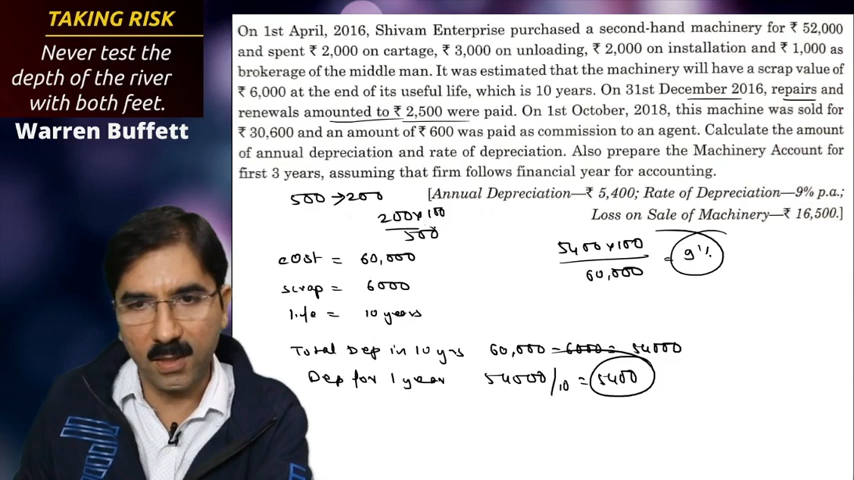 TAKING RISK
Never test the
depth of the river
with both feet.
Warren Buffett
On 1st April, 2016, Shivam Enterprise purchased a second-hand machinery for ₹ 52,000
and spent ₹ 2,000 on cartage, ₹ 3,000 on unloading, ₹ 2,000 on installation and ₹ 1,000 as
brokerage of the middle man. It was estimated that the machinery will have a scrap value of
₹ 6,000 at the end of its useful life, which is 10 years. On 31st December 2016, repairs and
renewals amounted to ₹ 2,500 were paid. On 1st October, 2018, this machine was sold for
₹ 30,600 and an amount of ₹ 600 was paid as commission to an agent. Calculate the amount
of annual depreciation and rate of depreciation. Also prepare the Machinery Account for
first 3 years, assuming that firm follows financial year for accounting.
[Annual Depreciation—₹ 5,400; Rate of Depreciation—9% p.a.;
Loss on Sale of Machinery—₹ 16,500.]
500 → 200
200×100
500
cost = 60,000
scrap = 6000
life = 10 years
5400×100
60,000
= 9%
Total Dep in 10 yrs 60,000 - 6000 = 54000
Dep for 1 year 54000/10 = 5400